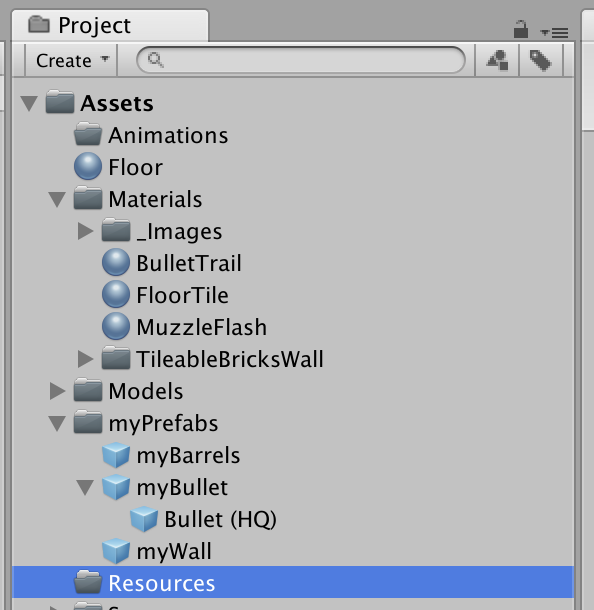 Project
Create
Assets
Animations
Floor
Materials
_Images
BulletTrail
FloorTile
MuzzleFlash
TileableBricksWall
Models
myPrefabs
myBarrels
myBullet
Bullet (HQ)
myWall
Resources